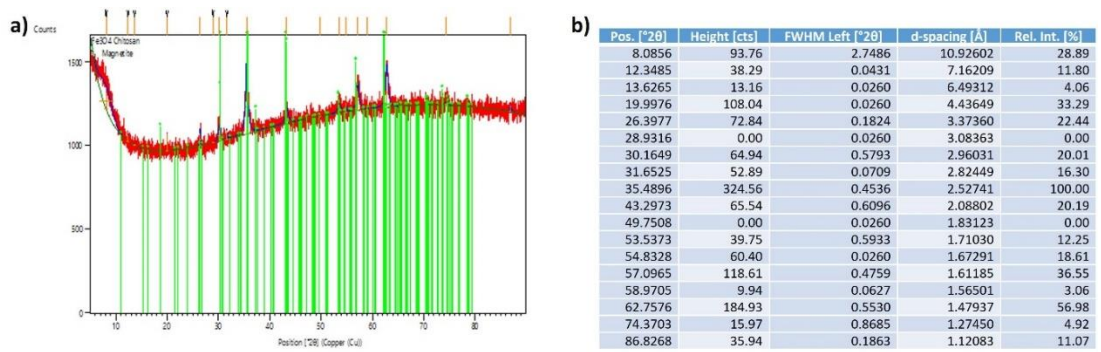 a)
Counts
Fe3O4 Chitosan
Magnetite
1500
1000
500
0
10 20 30 40 50 60 70 80
Position [°2θ] (Copper (Cu))
b)
Pos. [°2θ] Height [cts] FWHM Left [°2θ] d-spacing [Å] Rel. Int. [%]
8.0856 93.76 2.7486 10.92602 28.89
12.3485 38.29 0.0431 7.16209 11.80
13.6265 13.16 0.0260 6.49312 4.06
19.9976 108.04 0.0260 4.43649 33.29
26.3977 72.84 0.1824 3.37360 22.44
28.9316 0.00 0.0260 3.08363 0.00
30.1649 64.94 0.5793 2.96031 20.01
31.6525 52.89 0.0709 2.82449 16.30
35.4896 324.56 0.4536 2.52741 100.00
43.2973 65.54 0.6096 2.08802 20.19
49.7508 0.00 0.0260 1.83123 0.00
53.5373 39.75 0.5933 1.71030 12.25
54.8328 60.40 0.0260 1.67291 18.61
57.0965 118.61 0.4759 1.61185 36.55
58.9705 9.94 0.0627 1.56501 3.06
62.7576 184.93 0.5530 1.47937 56.98
74.3703 15.97 0.8685 1.27450 4.92
86.8268 35.94 0.1863 1.12083 11.07